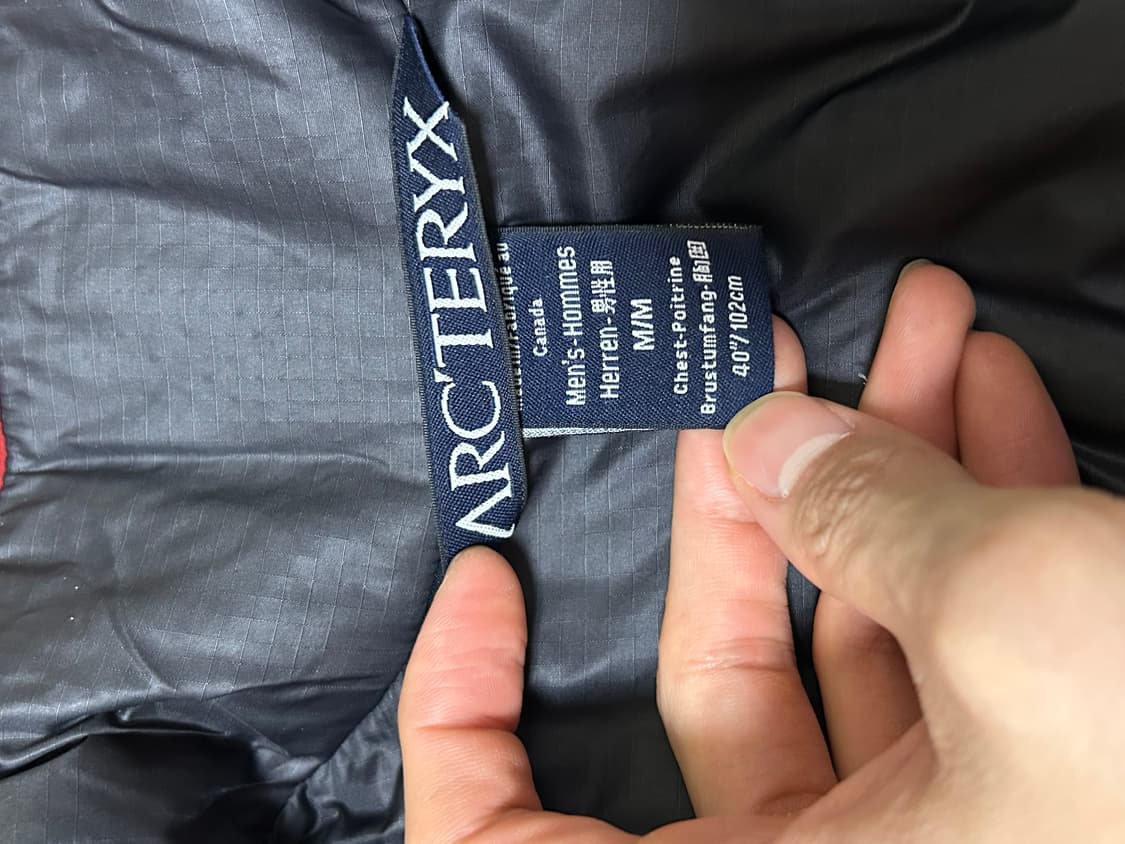 ARC'TERYX
Canada
Men's-Hommes
Herren-男性用
M/M
Chest-Poitrine
Brustumfang-胸囲
40"/102cm